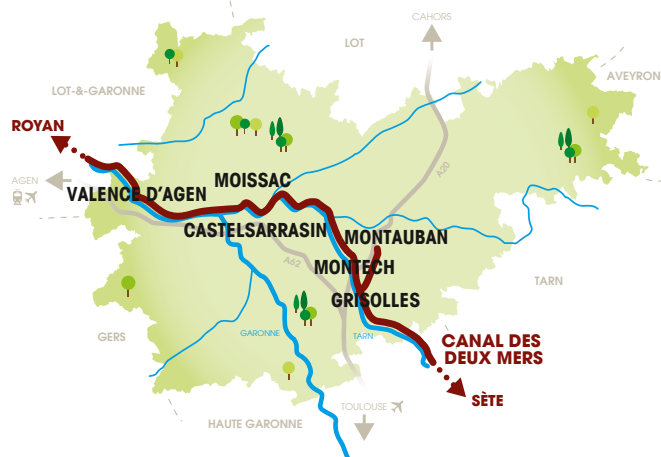 CAHORS
LOT
AVEYRON
LOT-&-GARONNE
ROYAN
A20
AGEN
MOISSAC
VALENCE D'AGEN
CASTELSARRASIN
MONTAUBAN
A62
MONTECH
TARN
GRISOLLES
GERS
GARONNE
TARN
CANAL DES
DEUX MERS
SÈTE
TOULOUSE
HAUTE GARONNE